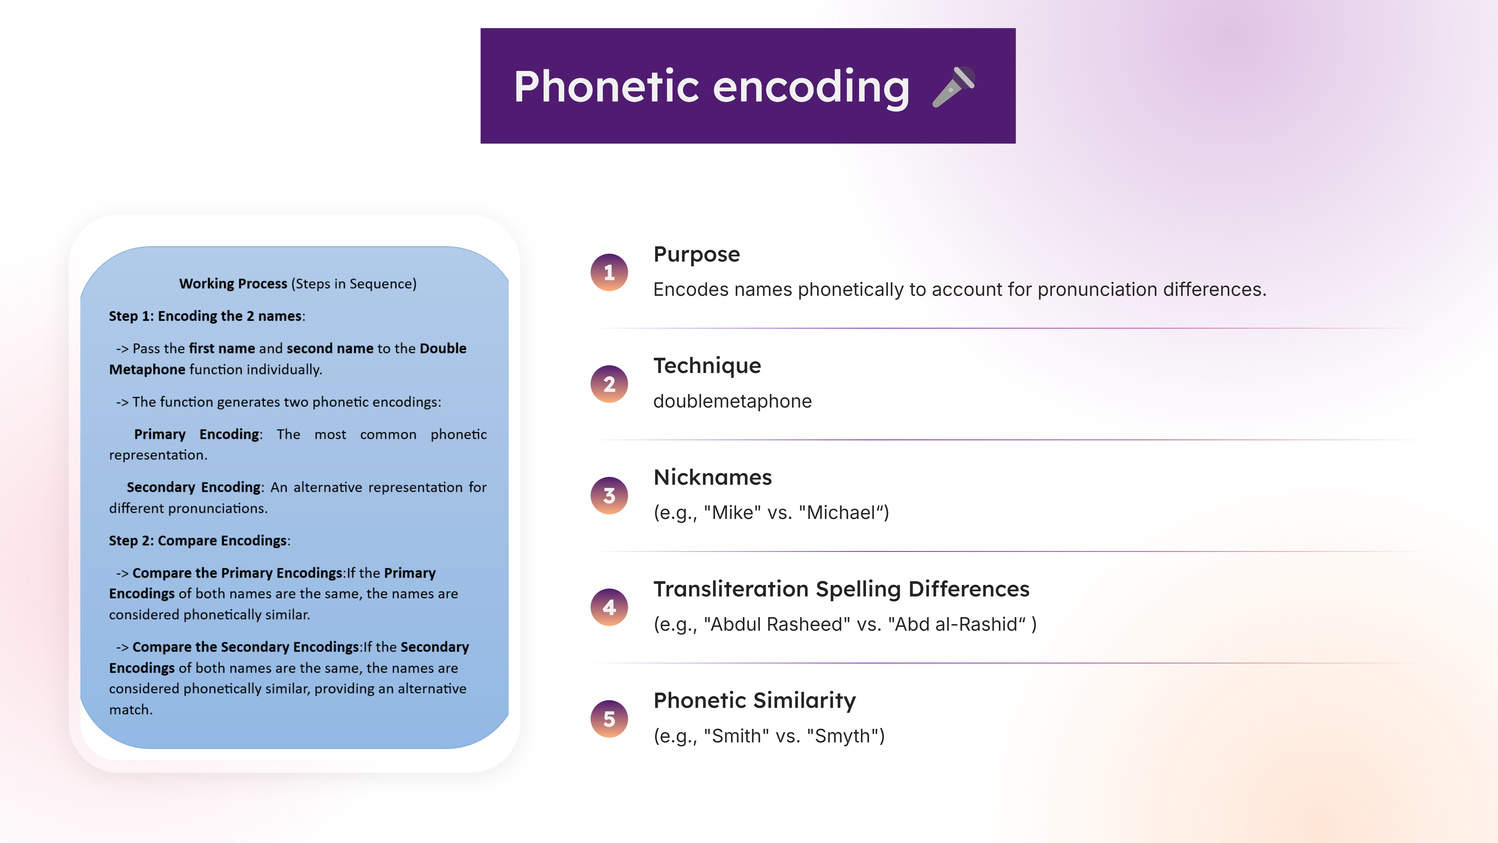 Phonetic encoding
Working Process (Steps in Sequence)
Step 1: Encoding the 2 names:
-> Pass the first name and second name to the Double
Metaphone function individually.
-> The function generates two phonetic encodings:
Primary Encoding: The most common phonetic
representation.
Secondary Encoding: An alternative representation for
different pronunciations.
Step 2: Compare Encodings:
-> Compare the Primary Encodings:If the Primary
Encodings of both names are the same, the names are
considered phonetically similar.
-> Compare the Secondary Encodings:If the Secondary
Encodings of both names are the same, the names are
considered phonetically similar, providing an alternative
match.
1
Purpose
Encodes names phonetically to account for pronunciation differences.
2
Technique
doublemetaphone
3
Nicknames
(e.g., "Mike" vs. "Michael“)
4
Transliteration Spelling Differences
(e.g., "Abdul Rasheed" vs. "Abd al-Rashid“ )
5
Phonetic Similarity
(e.g., "Smith" vs. "Smyth")